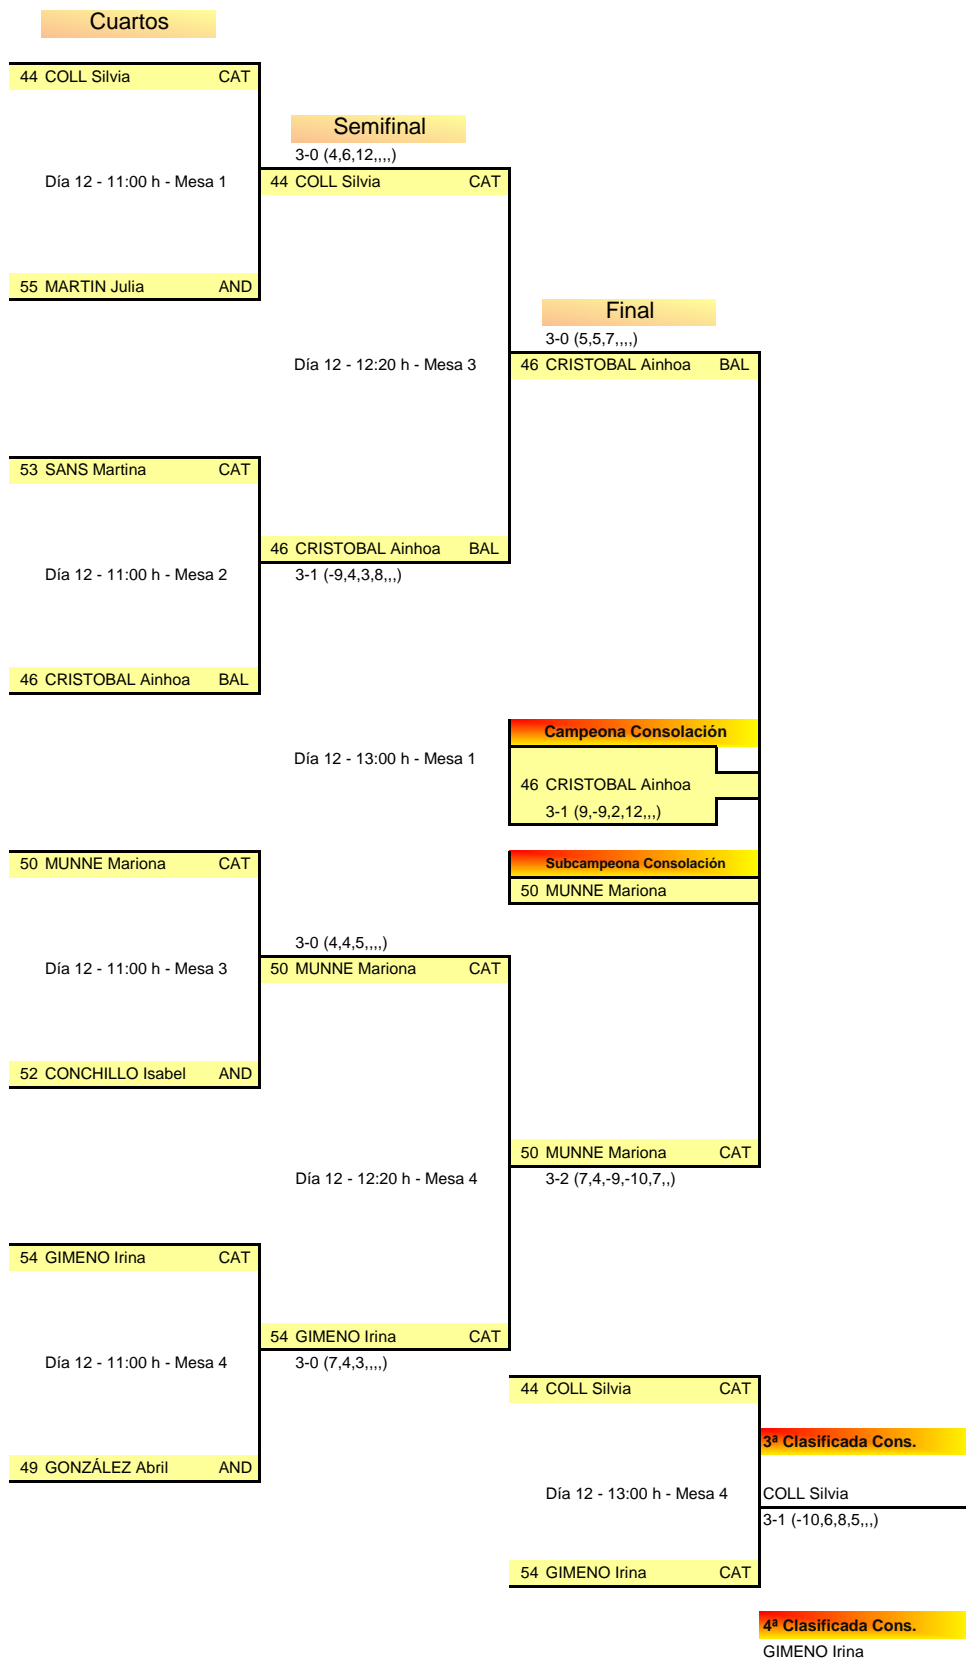 Cuartos
44 COLL Silvia CAT
Semifinal
3-0 (4,6,12,,,,)
Día 12 - 11:00 h - Mesa 1
44 COLL Silvia CAT
55 MARTIN Julia AND
Final
3-0 (5,5,7,,,,)
Día 12 - 12:20 h - Mesa 3
46 CRISTOBAL Ainhoa BAL
53 SANS Martina CAT
46 CRISTOBAL Ainhoa BAL
Día 12 - 11:00 h - Mesa 2
3-1 (-9,4,3,8,,,)
46 CRISTOBAL Ainhoa BAL
Campeona Consolación
Día 12 - 13:00 h - Mesa 1
46 CRISTOBAL Ainhoa
3-1 (9,-9,2,12,,,)
50 MUNNE Mariona CAT
Subcampeona Consolación
50 MUNNE Mariona
3-0 (4,4,5,,,,)
Día 12 - 11:00 h - Mesa 3
50 MUNNE Mariona CAT
52 CONCHILLO Isabel AND
50 MUNNE Mariona CAT
Día 12 - 12:20 h - Mesa 4
3-2 (7,4,-9,-10,7,,)
54 GIMENO Irina CAT
54 GIMENO Irina CAT
Día 12 - 11:00 h - Mesa 4
3-0 (7,4,3,,,,)
44 COLL Silvia CAT
3ª Clasificada Cons.
49 GONZÁLEZ Abril AND
Día 12 - 13:00 h - Mesa 4
COLL Silvia
3-1 (-10,6,8,5,,,)
54 GIMENO Irina CAT
4ª Clasificada Cons.
GIMENO Irina